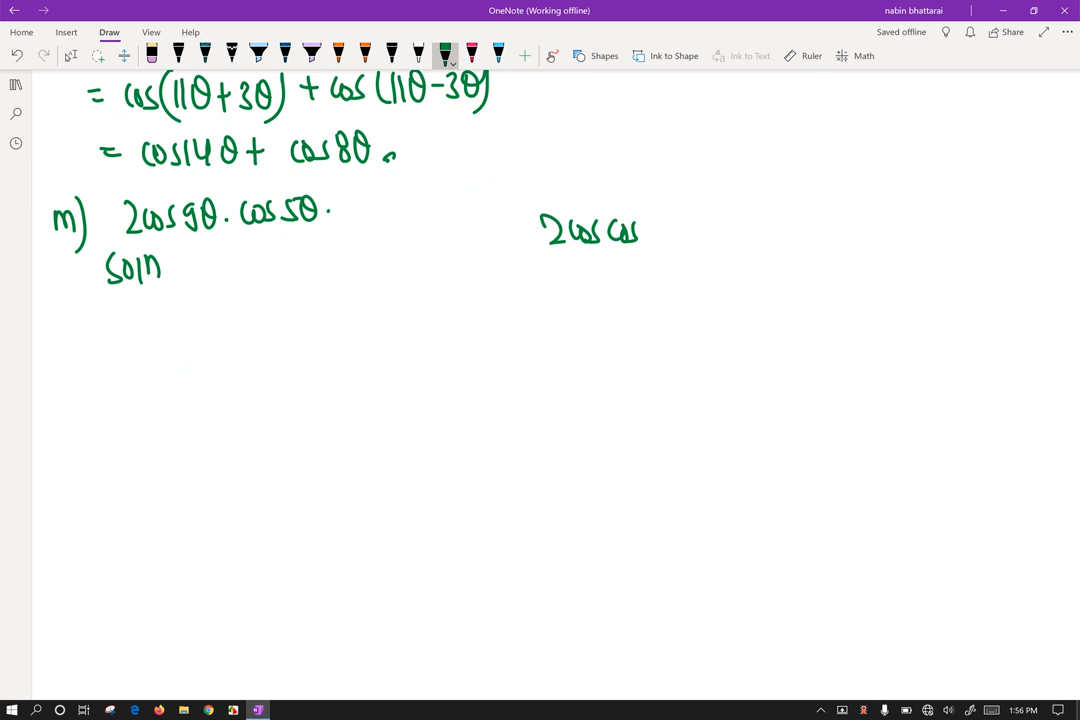 OneNote (Working offline)
nabin bhattarai
Home Insert Draw View Help
Saved offline
Share
Shapes
Ink to Shape
Ink to Text
Ruler
Math
= cos(11θ+3θ) + cos(11θ-3θ)
= cos14θ + cos8θ.
m) 2cos9θ. cos5θ.
2cos cos
soln
1:56 PM